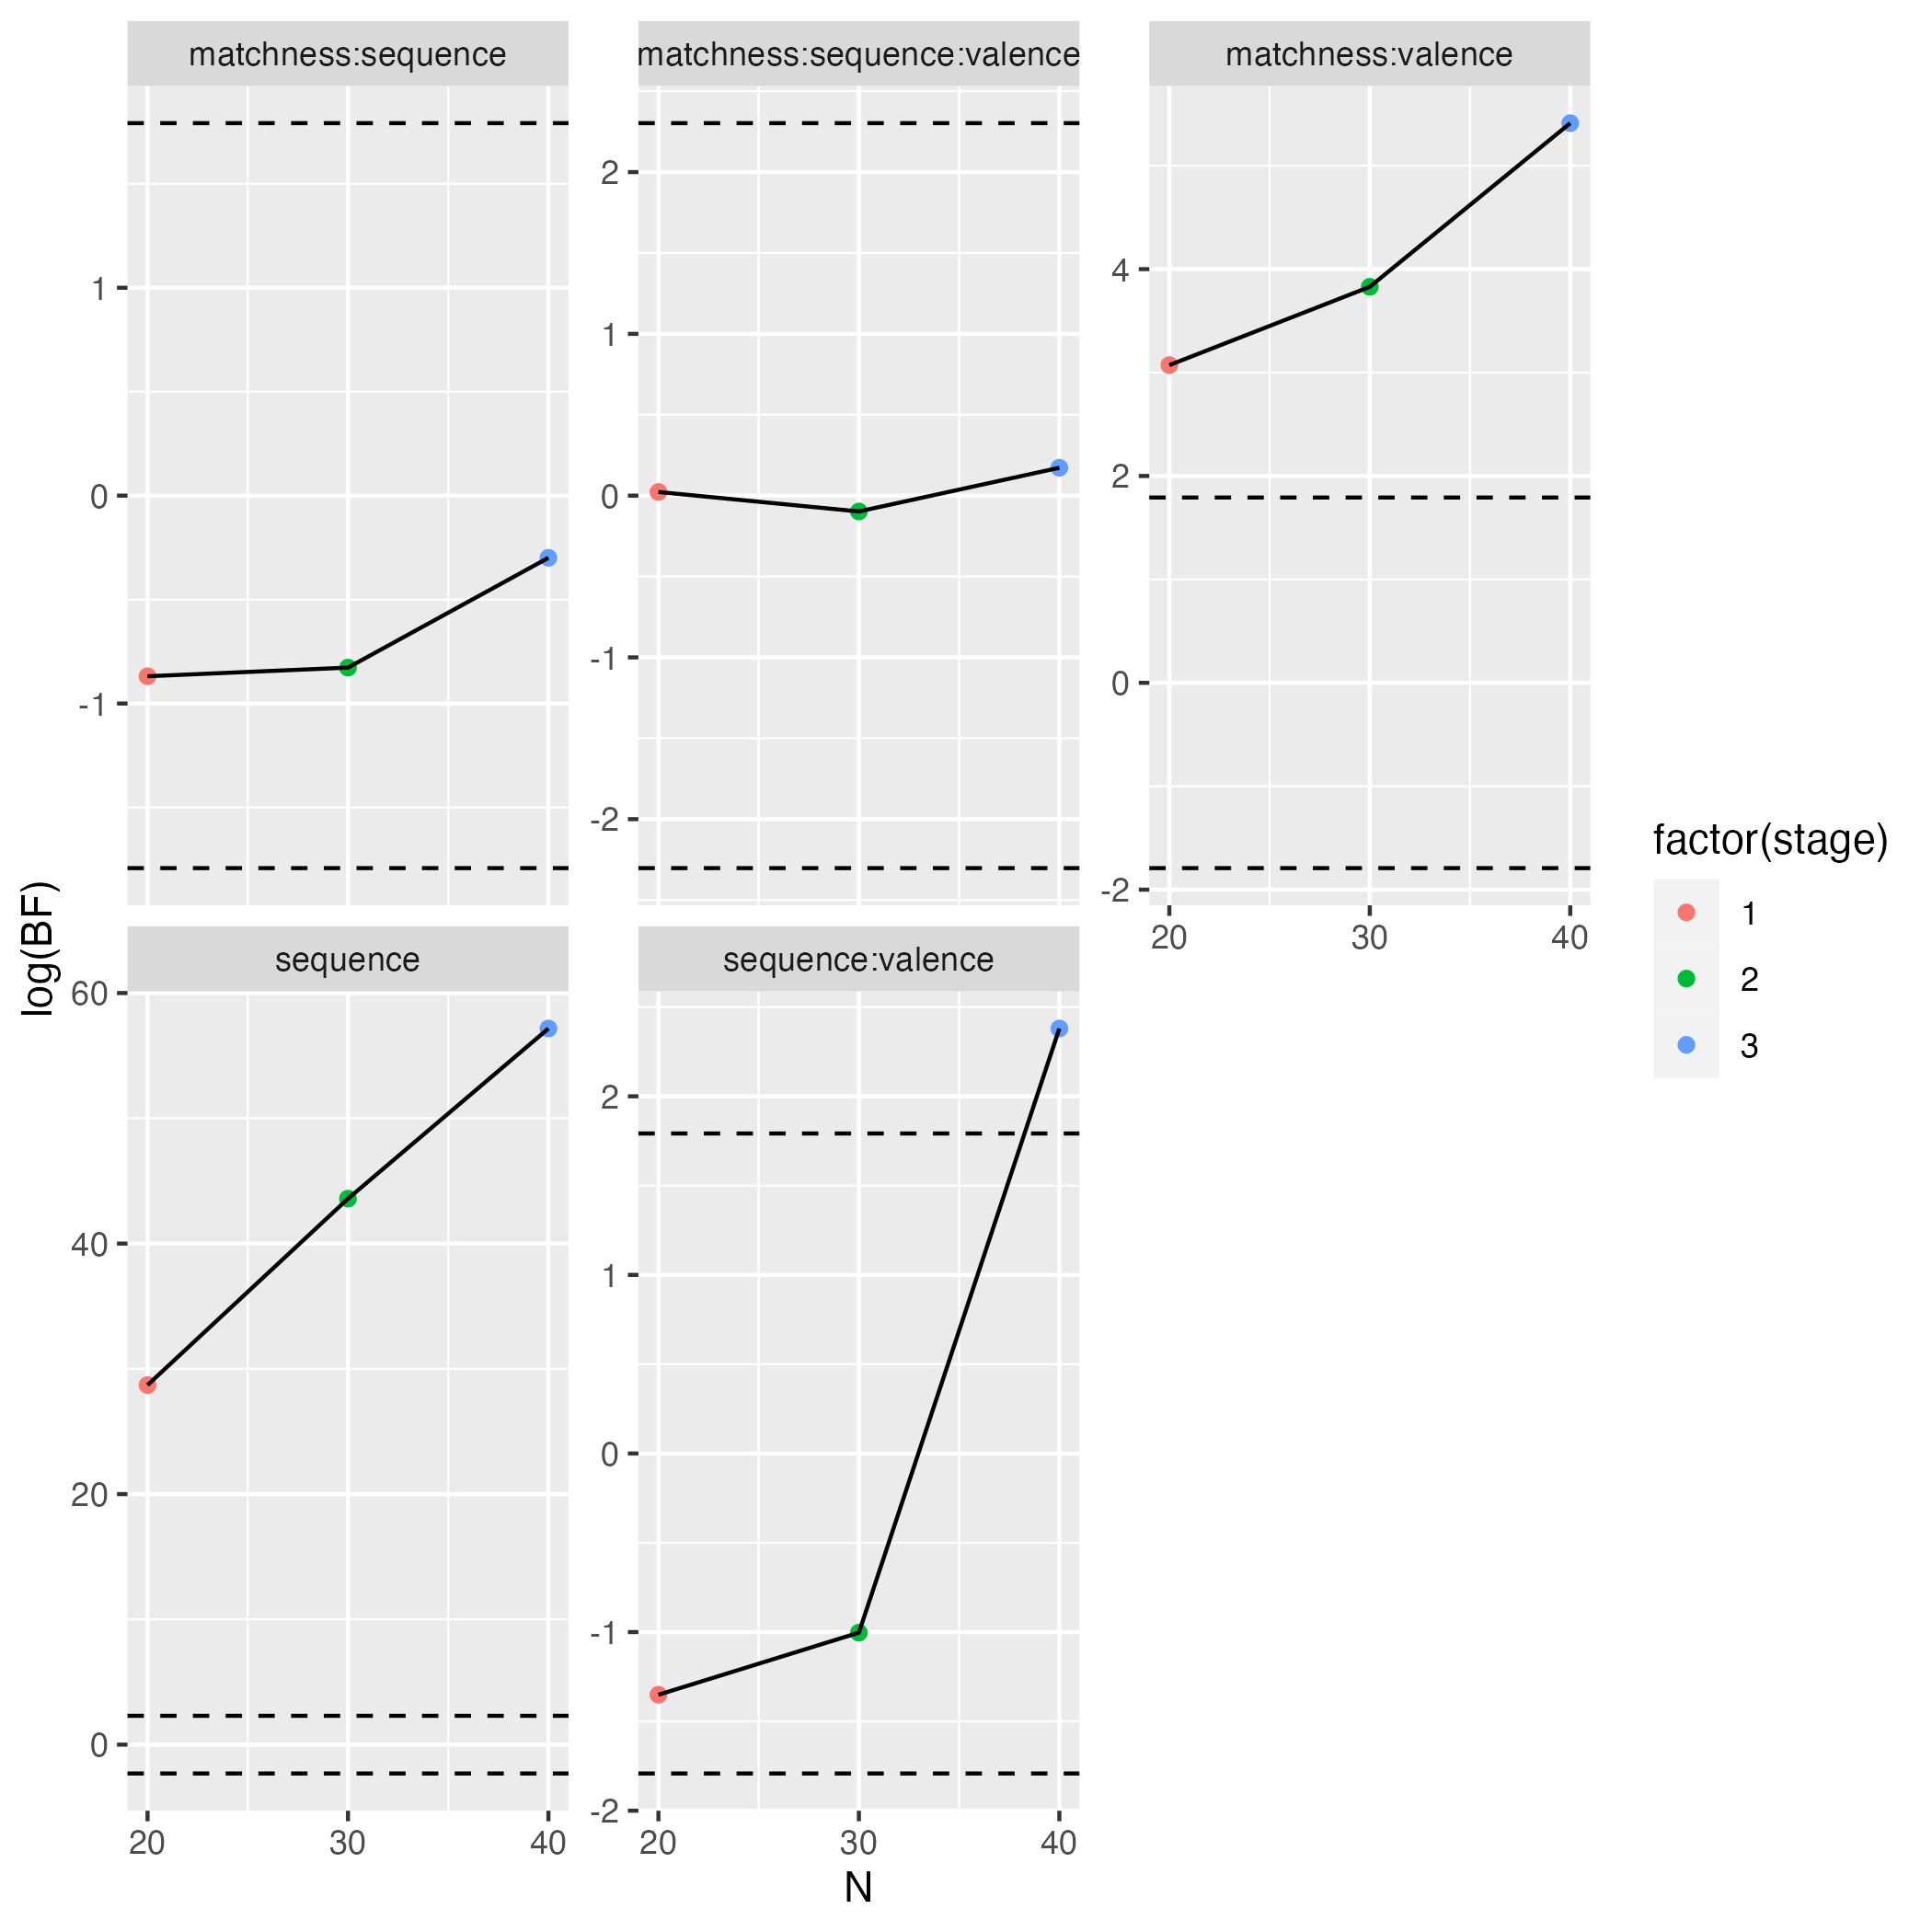 matchness:sequence
matchness:sequence:valence
matchness:valence
1
0
-1
2
1
0
-1
-2
4
2
0
-2
20 30 40
log(BF)
sequence
sequence:valence
60
40
20
0
2
1
0
-1
-2
20 30 40
20 30 40
N
factor(stage)
1
2
3